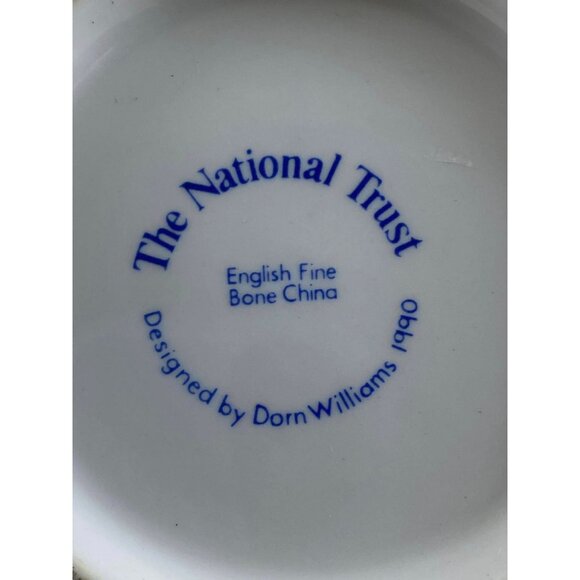 The National Trust
English Fine
Bone China
Designed by Dorn Williams 1990